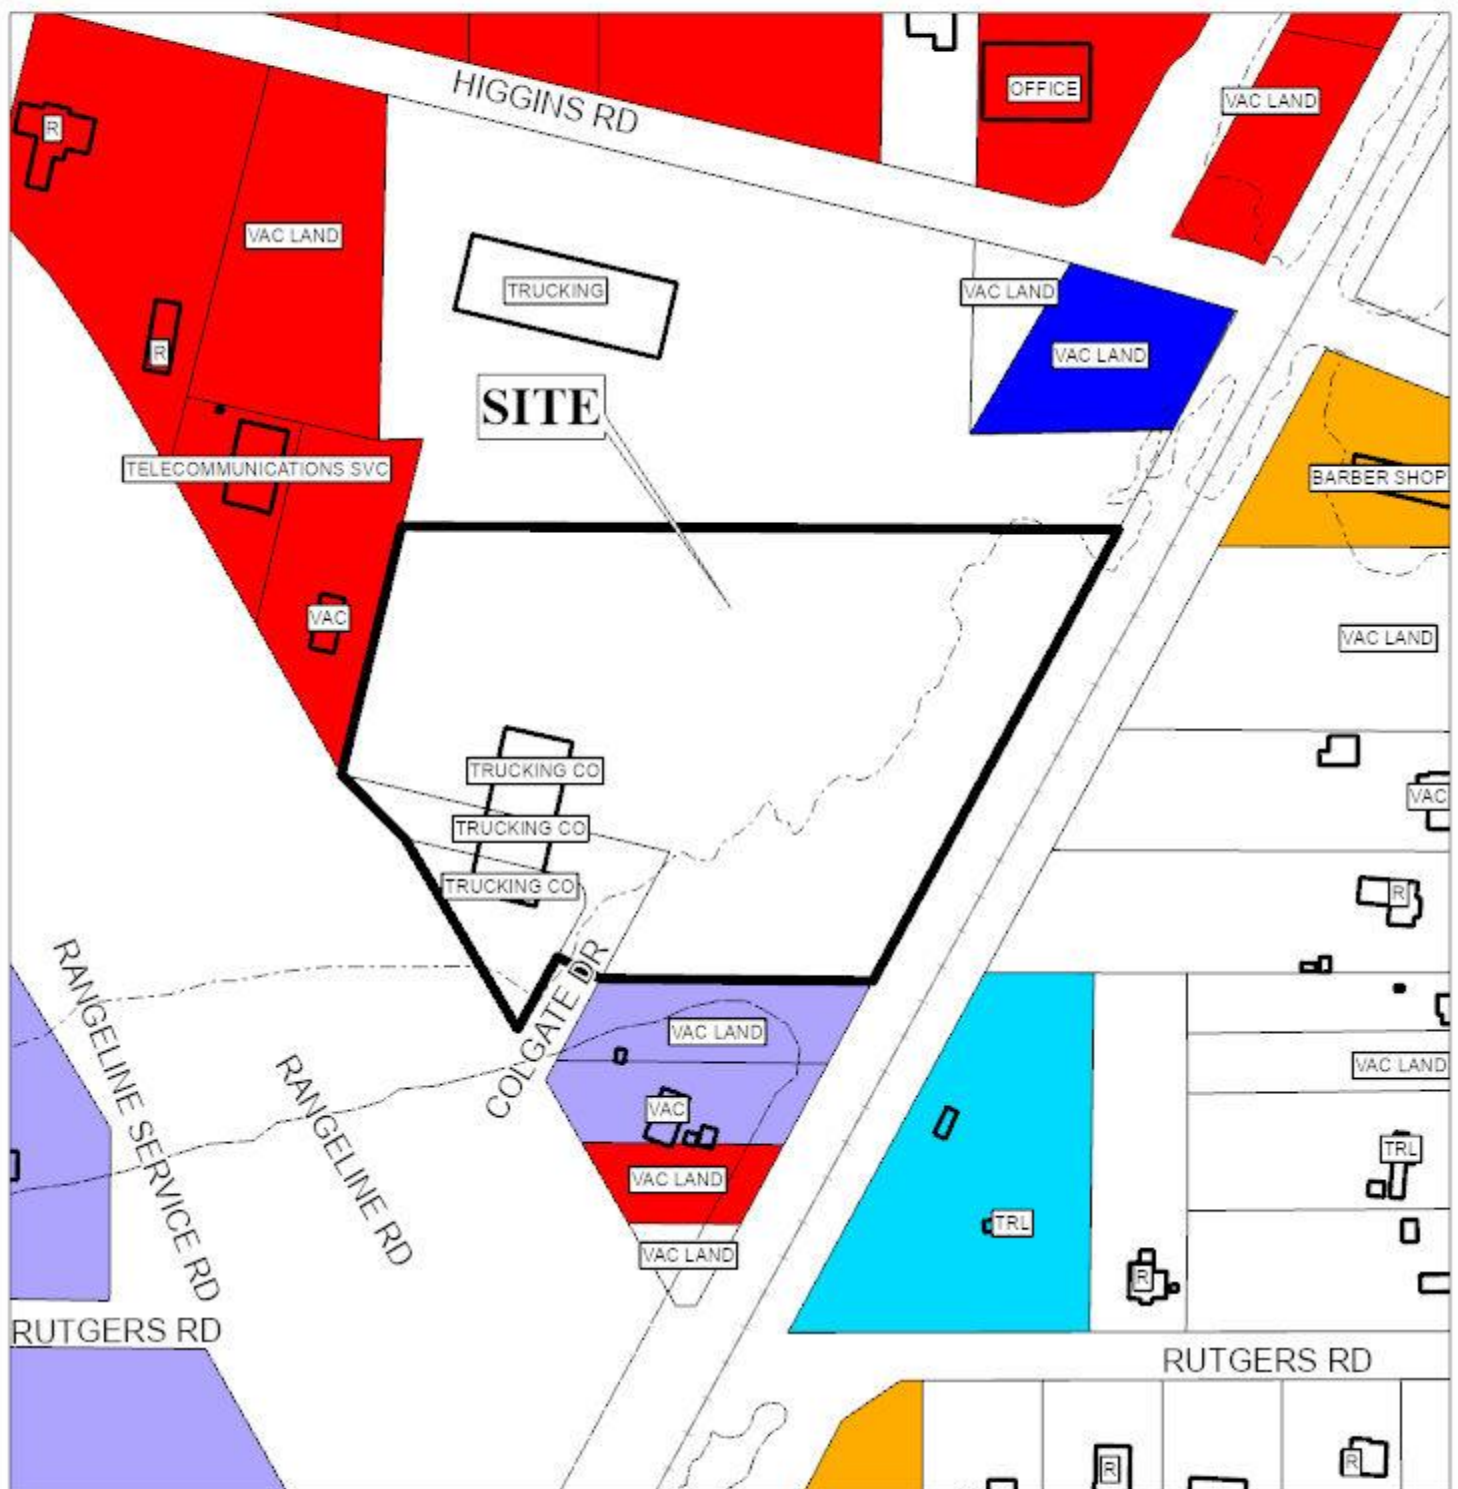 OFFICE
VAC LAND
HIGGINS RD
R
VAC LAND
TRUCKING
VAC LAND
VAC LAND
R
SITE
TELECOMMUNICATIONS SVC
BARBER SHOP
VAC
VAC LAND
TRUCKING CO
VAC
TRUCKING CO
TRUCKING CO
R
COLGATE DR
RANGELINE SERVICE RD
RANGELINE RD
VAC LAND
VAC LAND
VAC
TRL
VAC LAND
TRL
VAC LAND
R
RUTGERS RD
RUTGERS RD
R
R